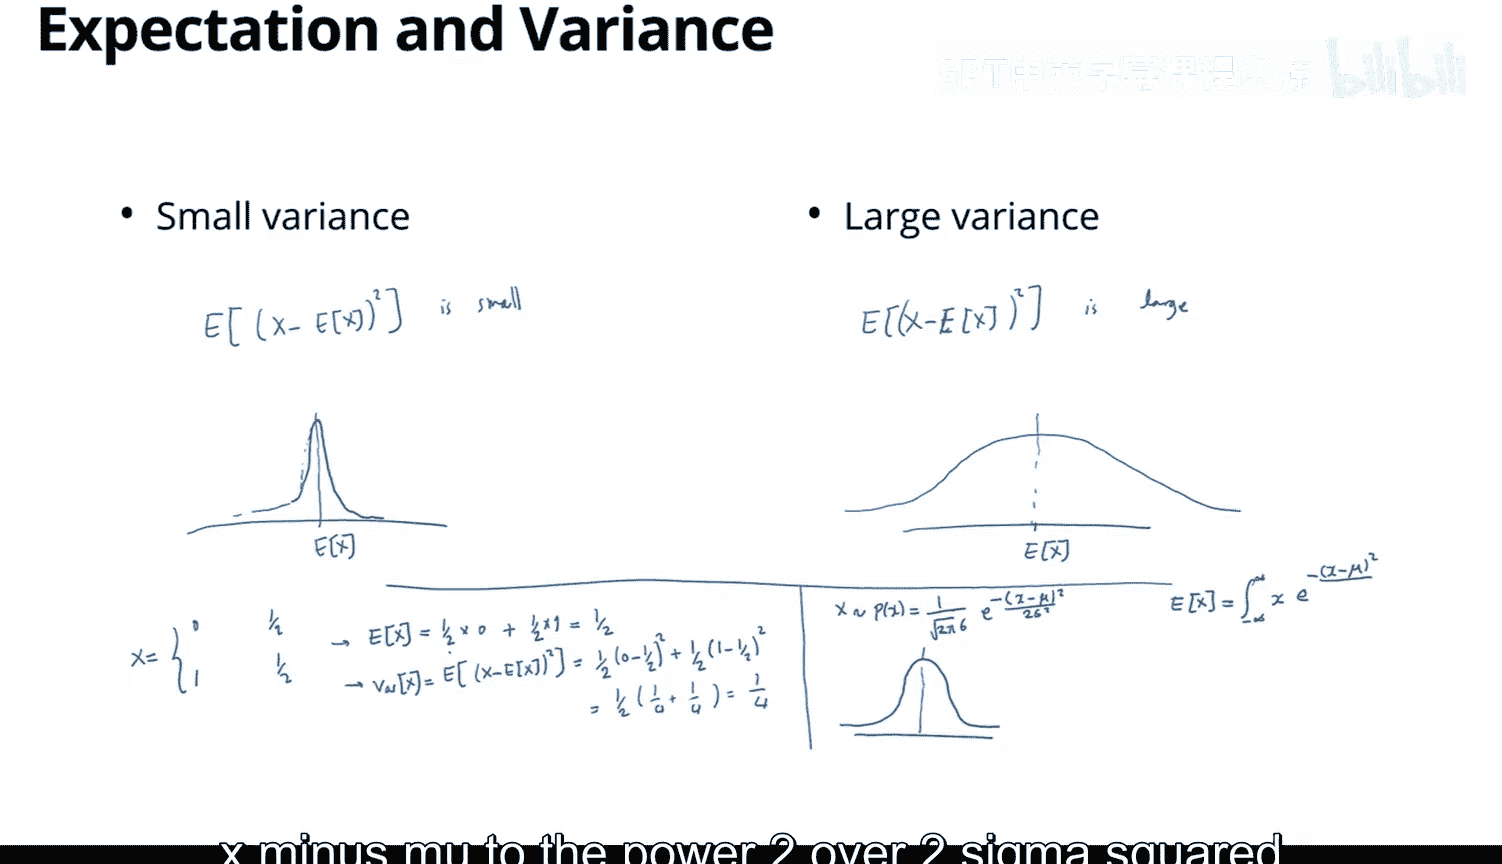 Expectation and Variance
bilibili
• Small variance
E[(X-E[X])²] is small
E[X]
• Large variance
E[(X-E[X])²] is large
E[X]
X= { 0 1/2
1 1/2
→ E[X] = 1/2 x 0 + 1/2 x 1 = 1/2
→ Var[X] = E[(X-E[X])²] = 1/2 (0-1/2)² + 1/2 (1-1/2)²
= 1/2 (1/4 + 1/4) = 1/4
X ~ P(x) = 1/√2π σ e^-(x-μ)²/2σ²
E[X] = ∫_-∞^∞ x e^-(x-μ)²
x minus mu to the power 2 over 2 sigma squared